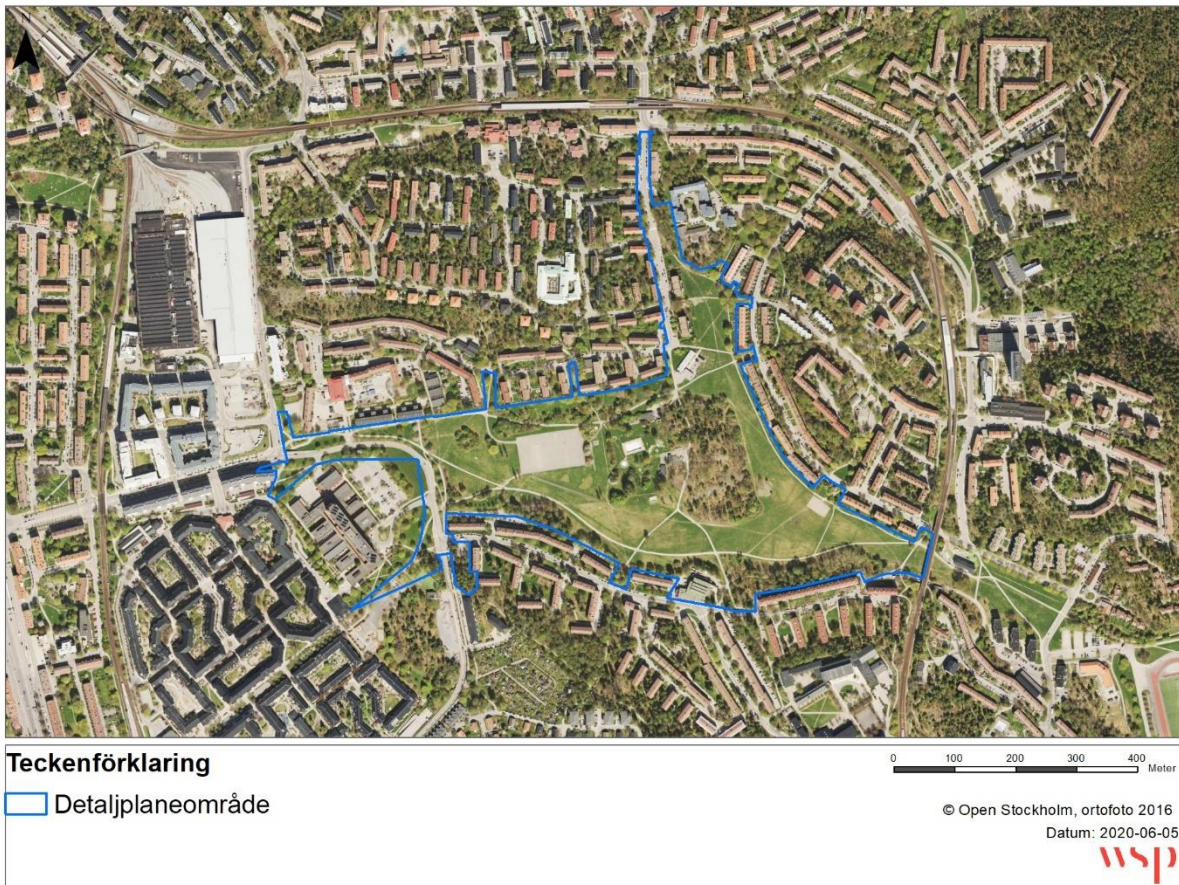 Teckenförklaring
Detaljplaneområde
0 100 200 300 400
Meter
© Open Stockholm, ortofoto 2016
Datum: 2020-06-05
wsp